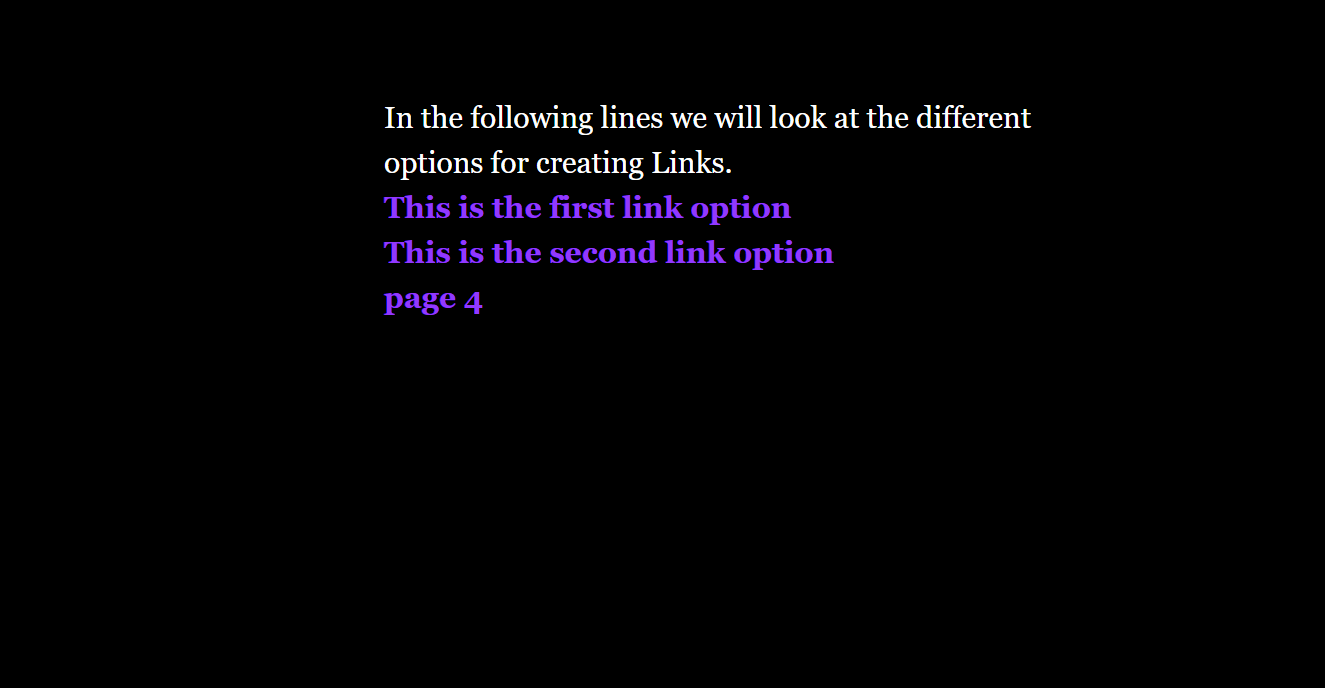 In the following lines we will look at the different
options for creating Links.
This is the first link option
This is the second link option
page 4